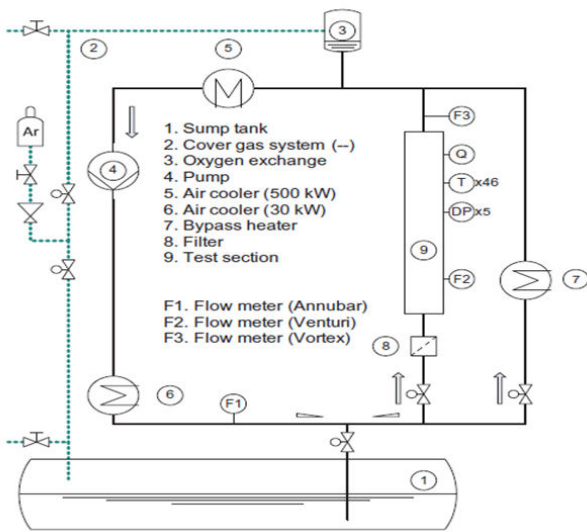 2
5
3
Ar
F3
1. Sump tank
2. Cover gas system (--)
3. Oxygen exchange
4. Pump
5. Air cooler (500 kW)
6. Air cooler (30 kW)
7. Bypass heater
8. Filter
9. Test section
4
Q
T x46
DP x5
9
F2
7
F1. Flow meter (Annubar)
F2. Flow meter (Venturi)
F3. Flow meter (Vortex)
8
6
F1
1